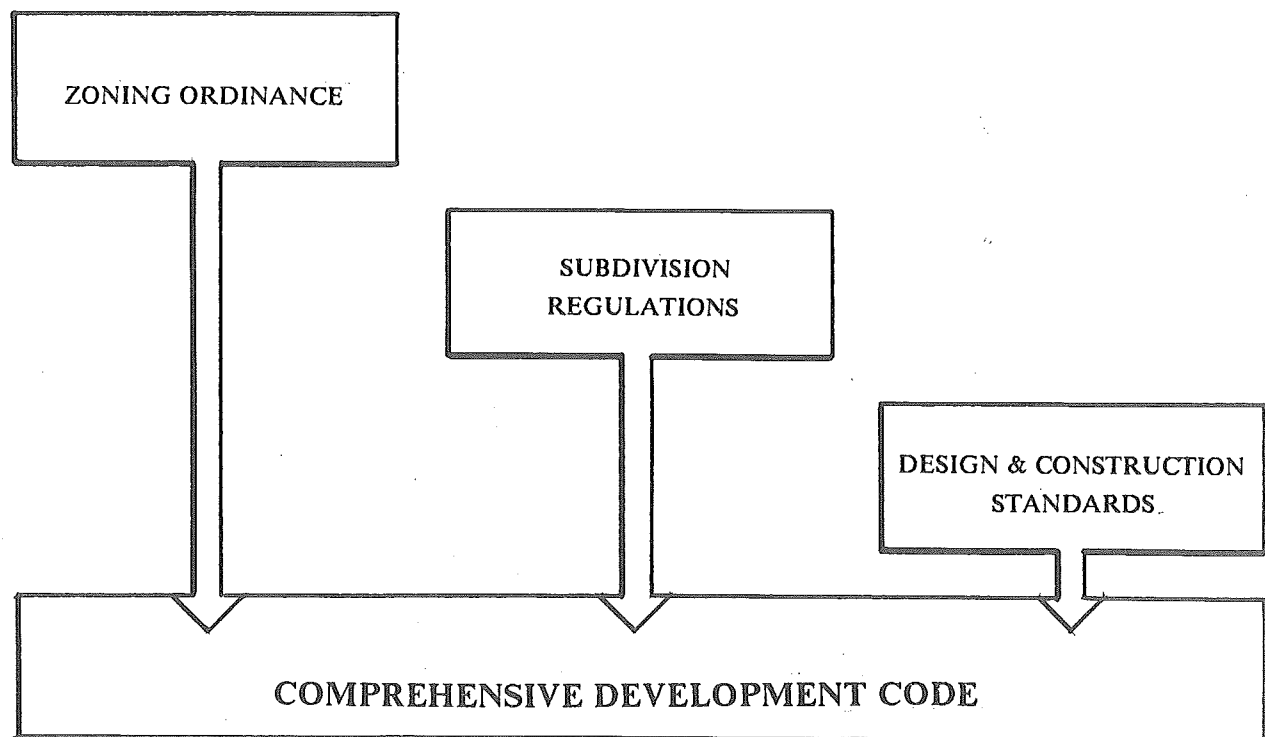 ZONING ORDINANCE
SUBDIVISION
REGULATIONS
DESIGN & CONSTRUCTION
STANDARDS
COMPREHENSIVE DEVELOPMENT CODE